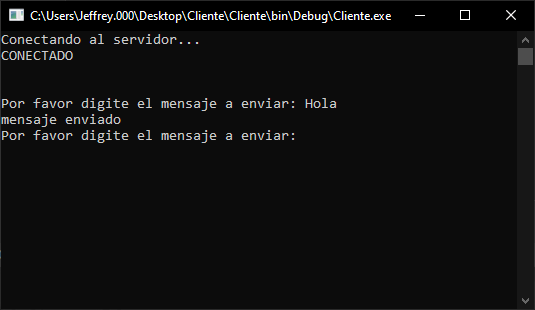 C:\Users\Jeffrey.000\Desktop\Cliente\Cliente\bin\Debug\Cliente.exe
Conectando al servidor...
CONECTADO
Por favor digite el mensaje a enviar: Hola
mensaje enviado
Por favor digite el mensaje a enviar: